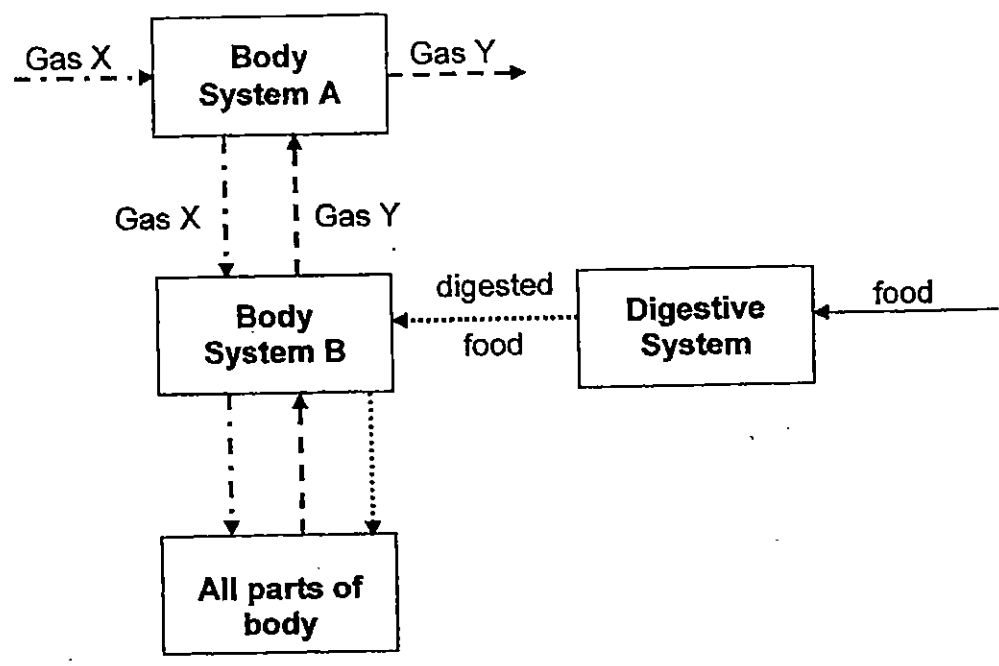 Gas X
Body
System A
Gas Y
Gas X
Gas Y
Body
System B
digested
food
Digestive
System
food
All parts of
body